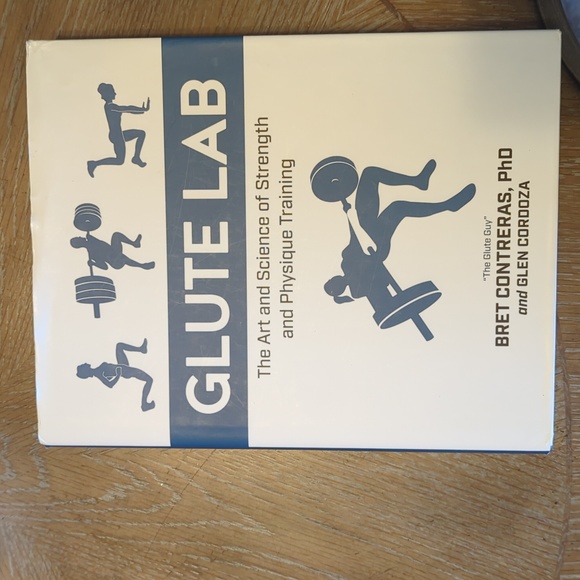 GLUTE LAB
The Art and Science of Strength
and Physique Training
"The Glute Guy"
BRET CONTRERAS, PhD
and GLEN CORDOZA